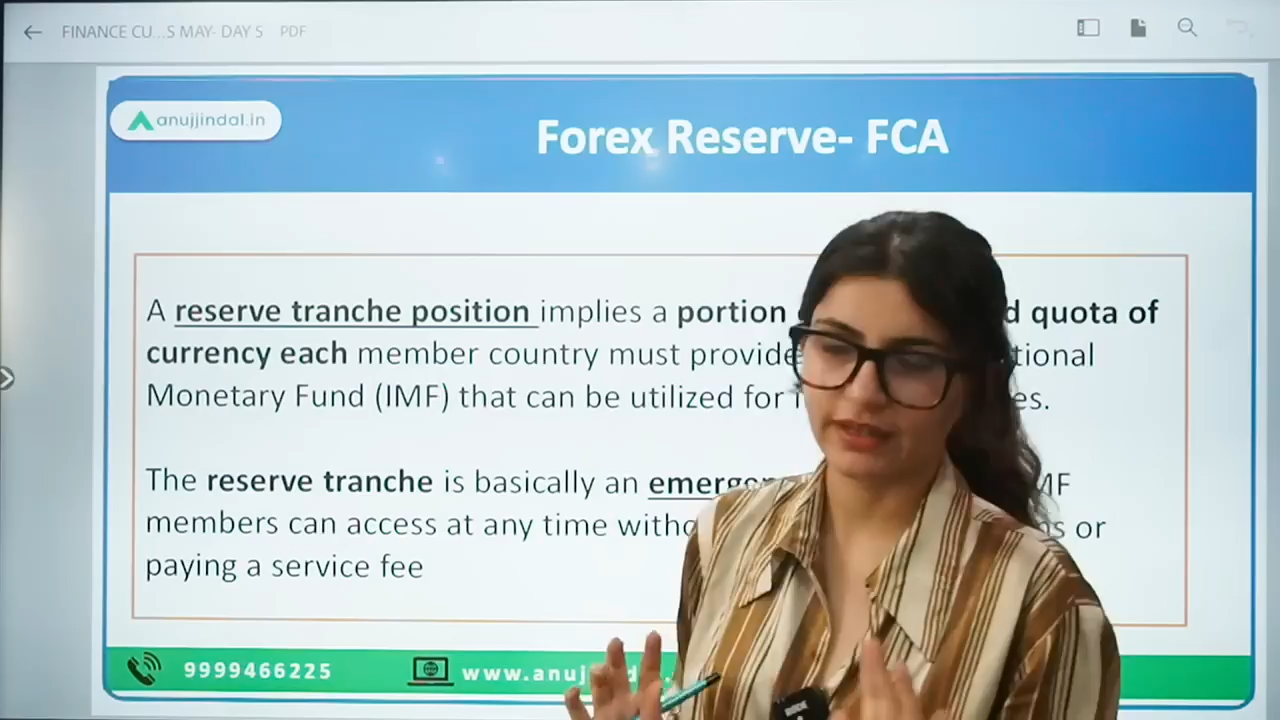 FINANCE CU...S MAY- DAY 5 PDF
anujjindal.in
Forex Reserve- FCA
A reserve tranche position implies a portion quota of
currency each member country must provide
Monetary Fund (IMF) that can be utilized for
The reserve tranche is basically an
members can access at any time or
paying a service fee
9999466225